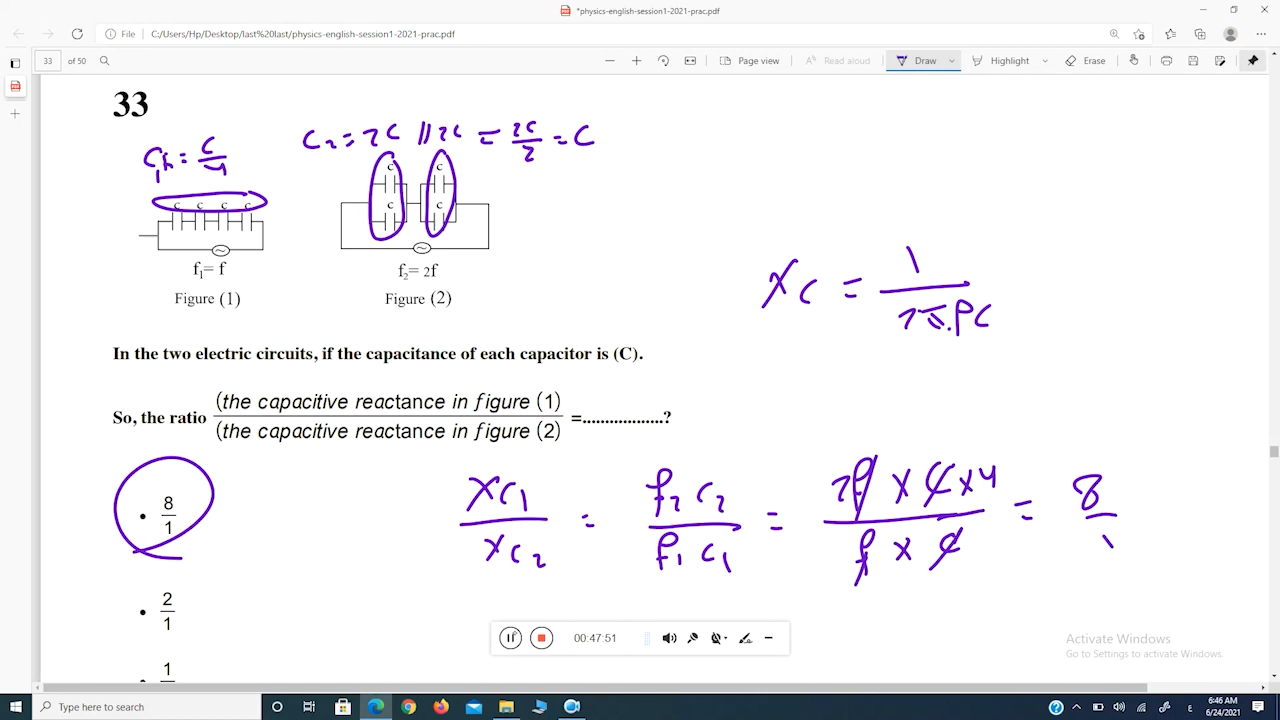 *physics-english-session1-2021-prac.pdf
File C:/Users/Hp/Desktop/last%20last/physics-english-session1-2021-prac.pdf
33 of 50 Page view Read aloud Draw Highlight Erase
33
C1h = C/4
C2 = 2C // 2C = 2C/2 = C
c c c c
c c
c c
f1= f
f2= 2f
Figure (1)
Figure (2)
XC = 1/2πfC
In the two electric circuits, if the capacitance of each capacitor is (C).
So, the ratio (the capacitive reactance in figure (1) / (the capacitive reactance in figure (2) =..................?
8/1
XC1/XC2 = f2 C2/f1 C1 = 2f x C x 4/f x C = 8/1
2/1
1
00:47:51
Activate Windows
Go to Settings to activate Windows.
Type here to search
6:46 AM
6/24/2021